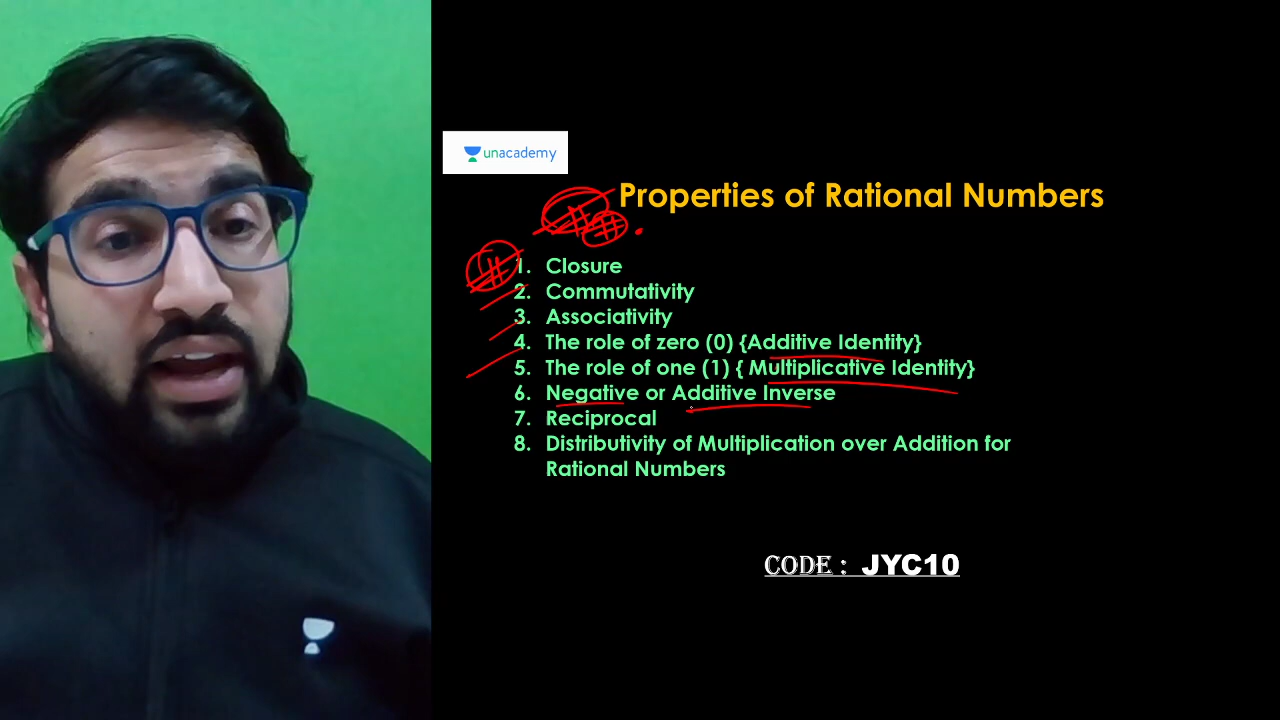 unacademy
Properties of Rational Numbers
1. Closure
2. Commutativity
3. Associativity
4. The role of zero (0) {Additive Identity}
5. The role of one (1) { Multiplicative Identity}
6. Negative or Additive Inverse
7. Reciprocal
8. Distributivity of Multiplication over Addition for
Rational Numbers
CODE : JYC10